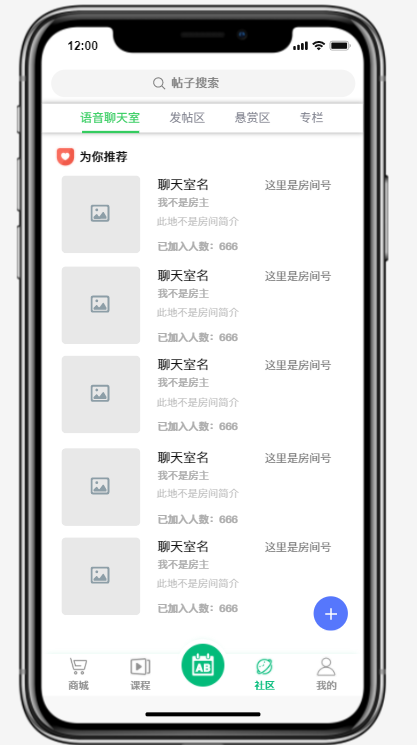 12:00
帖子搜索
语音聊天室 发帖区 悬赏区 专栏
为你推荐
聊天室名 这里是房间号
我不是房主
此地不是房间简介
已加入人数：666
聊天室名 这里是房间号
我不是房主
此地不是房间简介
已加入人数：666
聊天室名 这里是房间号
我不是房主
此地不是房间简介
已加入人数：666
聊天室名 这里是房间号
我不是房主
此地不是房间简介
已加入人数：666
聊天室名 这里是房间号
我不是房主
此地不是房间简介
已加入人数：666
AB
商城 课程 社区 我的